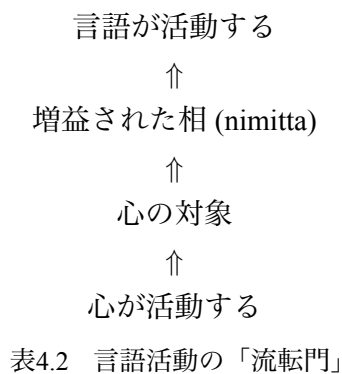 言語が活動する
⇑
増益された相 (nimitta)
⇑
心の対象
⇑
心が活動する
表4.2 言語活動の「流転門」